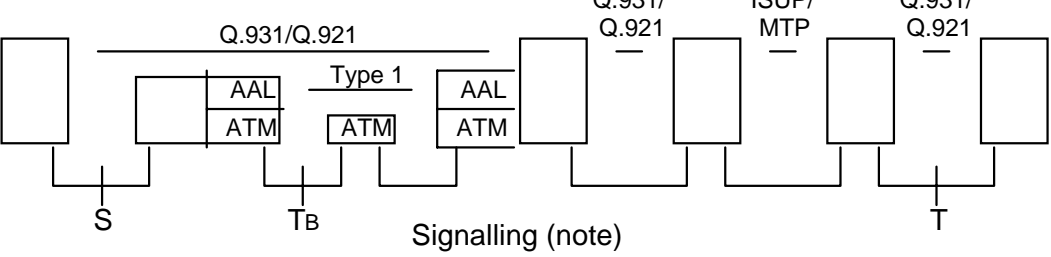 Q.931/ ISUP/ Q.931/
Q.931/Q.921 Q.921 MTP Q.921
AAL Type 1 AAL
ATM ATM ATM
S TB T
Signalling (note)